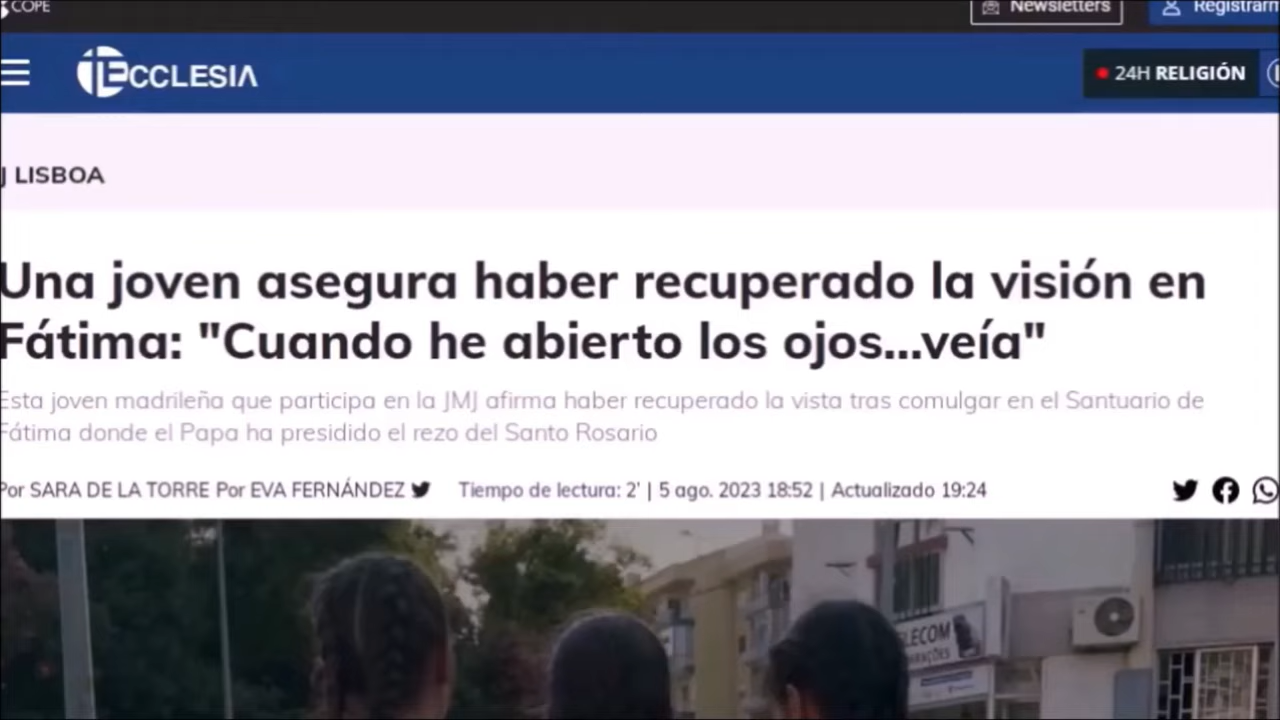 COPE
Newsletters
ECCLESIA
24H RELIGIÓN
J LISBOA
Una joven asegura haber recuperado la visión en
Fátima: "Cuando he abierto los ojos...veía"
Esta joven madrileña que participa en la JMJ afirma haber recuperado la vista tras comulgar en el Santuario de
Fátima donde el Papa ha presidido el rezo del Santo Rosario
Por SARA DE LA TORRE Por EVA FERNÁNDEZ
Tiempo de lectura: 2' | 5 ago. 2023 18:52 | Actualizado 19:24